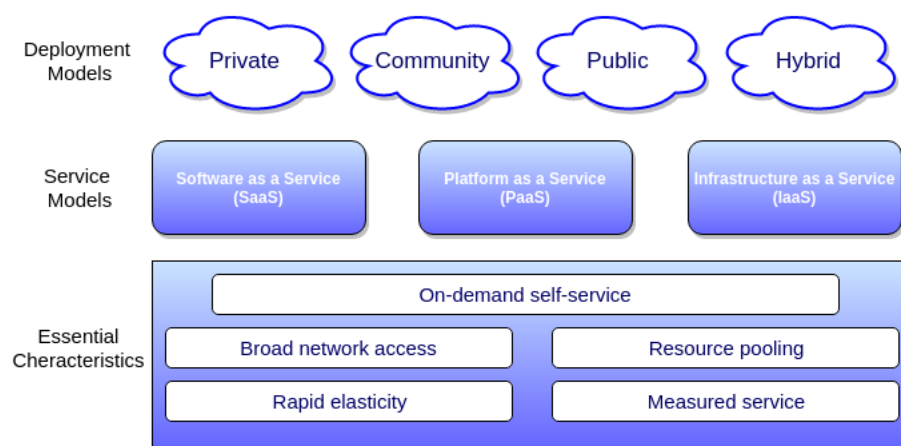 Deployment
Models
Private
Community
Public
Hybrid
Service
Models
Software as a Service
(SaaS)
Platform as a Service
(PaaS)
Infrastructure as a Service
(IaaS)
Essential
Cheracteristics
On-demand self-service
Broad network access
Resource pooling
Rapid elasticity
Measured service